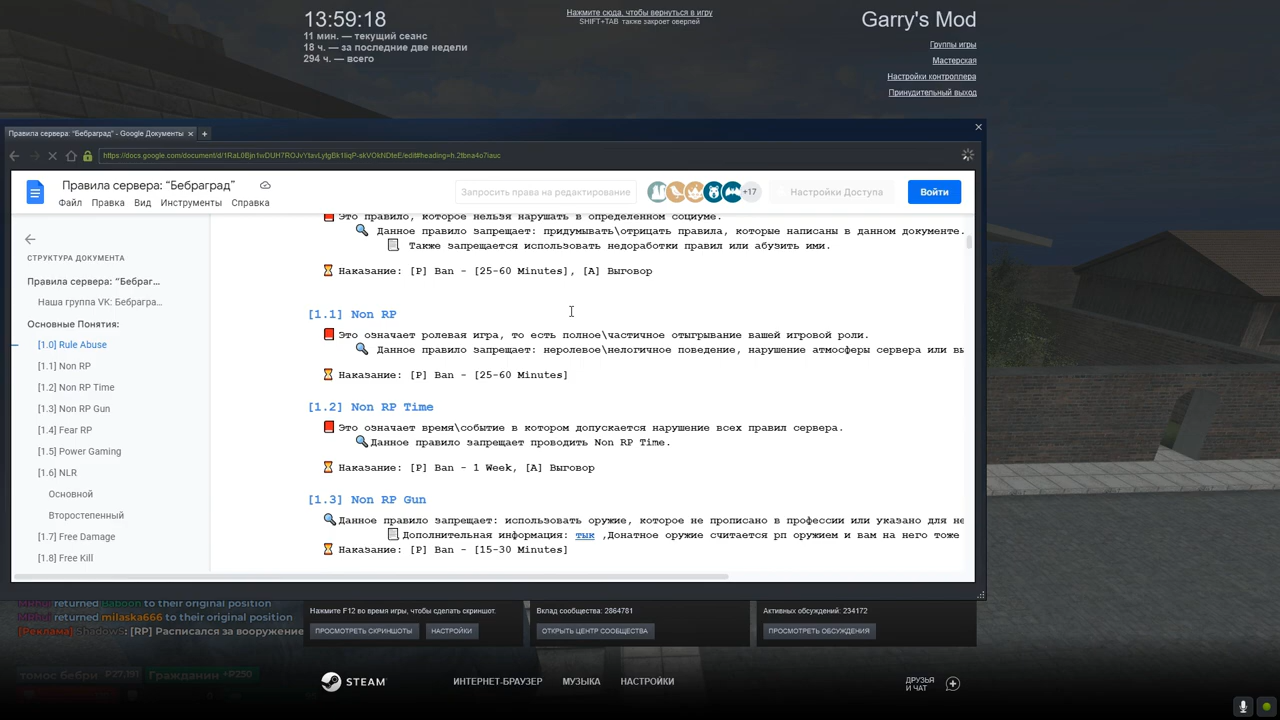 13:59:18
11 мин. — текущий сеанс
18 ч. — за последние две недели
294 ч. — всего
Нажмите сюда, чтобы вернуться в игру
SHIFT+TAB также закроет оверлей
Garry's Mod
Группы игры
Мастерская
Настройки контроллера
Принудительный выход
Правила сервера: “Бебраград” - Google Документы
Правила сервера: “Бебраград”
Файл Правка Вид Инструменты Справка
Запросить права на редактирование
+17
Настройки Доступа
Войти
СТРУКТУРА ДОКУМЕНТА
Правила сервера: “Бебраг...
Наша группа VK: Бебрагра...
Основные Понятия:
[1.0] Rule Abuse
[1.1] Non RP
[1.2] Non RP Time
[1.3] Non RP Gun
[1.4] Fear RP
[1.5] Power Gaming
[1.6] NLR
Основной
Второстепенный
[1.7] Free Damage
[1.8] Free Kill
Это правило, которое нельзя нарушать в определенном социуме.
Данное правило запрещает: придумывать\отрицать правила, которые написаны в данном документе.
Также запрещается использовать недоработки правил или абузить ими.
Наказание: [P] Ban - [25-60 Minutes], [A] Выговор
[1.1] Non RP
Это означает ролевая игра, то есть полное\частичное отыгрывание вашей игровой роли.
Данное правило запрещает: неролевое\нелогичное поведение, нарушение атмосферы сервера или вы
Наказание: [P] Ban - [25-60 Minutes]
[1.2] Non RP Time
Это означает время\событие в котором допускается нарушение всех правил сервера.
Данное правило запрещает проводить Non RP Time.
Наказание: [P] Ban - 1 Week, [A] Выговор
[1.3] Non RP Gun
Данное правило запрещает: использовать оружие, которое не прописано в профессии или указано для не
Дополнительная информация: тык ,Донатное оружие считается рп оружием и вам на него тоже
Наказание: [P] Ban - [15-30 Minutes]
returned Baboon to their original position
returned milaska666 to their original position
[Реклама] Shadows: [RP] Расписался за вооружение
томос бебри ₽27,191 Гражданин +₽250
Нажмите F12 во время игры, чтобы сделать скриншот.
ПРОСМОТРЕТЬ СКРИНШОТЫ НАСТРОЙКИ
Вклад сообщества: 2864781
ОТКРЫТЬ ЦЕНТР СООБЩЕСТВА
Активных обсуждений: 234172
ПРОСМОТРЕТЬ ОБСУЖДЕНИЯ
STEAM
ИНТЕРНЕТ-БРАУЗЕР МУЗЫКА НАСТРОЙКИ
ДРУЗЬЯ
И ЧАТ